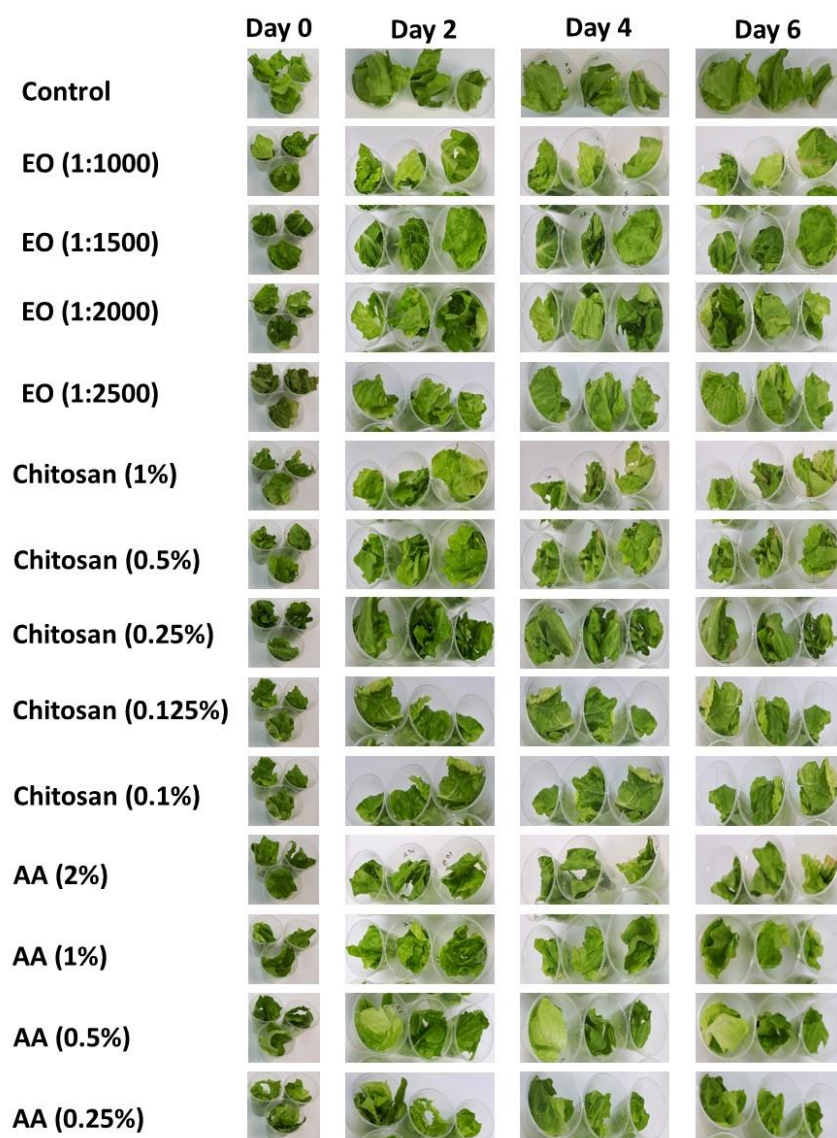 Day 0 Day 2 Day 4 Day 6
Control
EO (1:1000)
EO (1:1500)
EO (1:2000)
EO (1:2500)
Chitosan (1%)
Chitosan (0.5%)
Chitosan (0.25%)
Chitosan (0.125%)
Chitosan (0.1%)
AA (2%)
AA (1%)
AA (0.5%)
AA (0.25%)